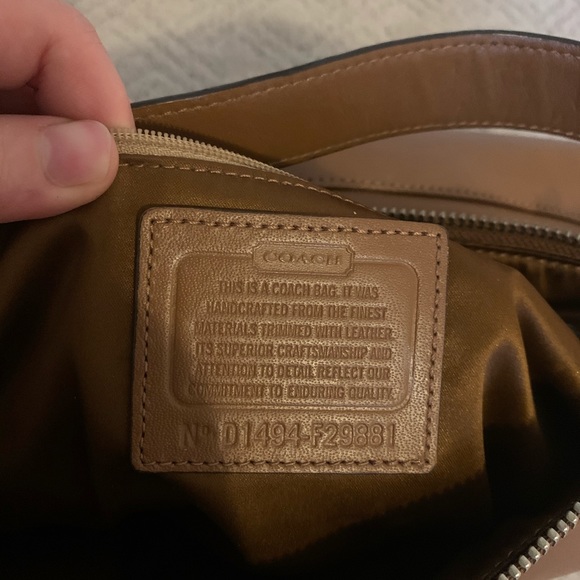 COACH
THIS IS A COACH BAG. IT WAS
HANDCRAFTED FROM THE FINEST
MATERIALS TRIMMED WITH LEATHER.
ITS SUPERIOR CRAFTSMANSHIP AND
ATTENTION TO DETAIL REFLECT OUR
COMMITMENT TO ENDURING QUALITY.
No. D1494-F29881